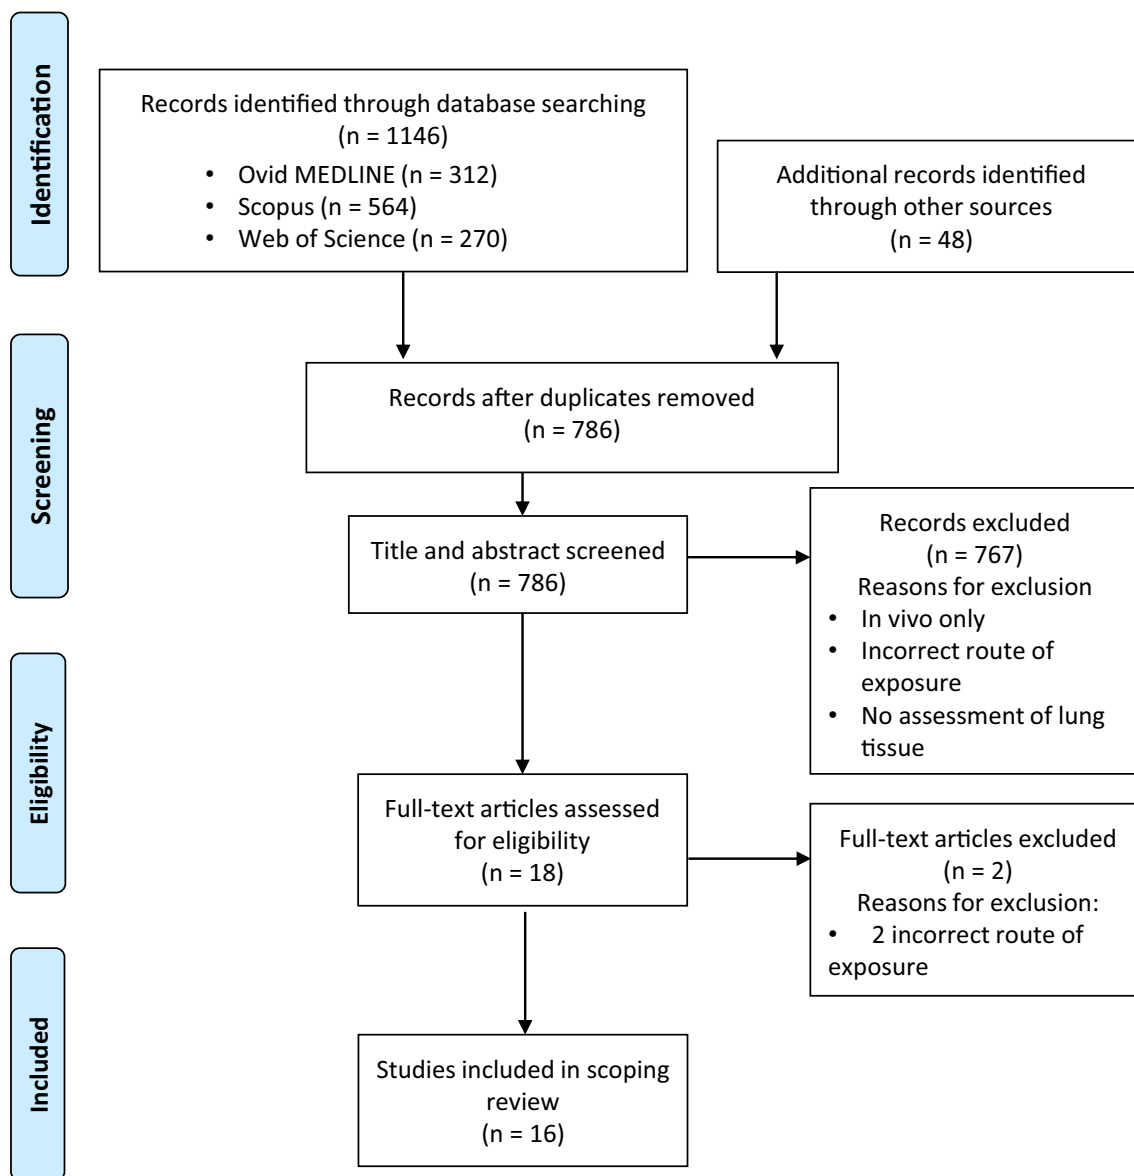 Identification
Records identified through database searching
(n = 1146)
• Ovid MEDLINE (n = 312)
• Scopus (n = 564)
• Web of Science (n = 270)
Additional records identified
through other sources
(n = 48)
Screening
Records after duplicates removed
(n = 786)
Title and abstract screened
(n = 786)
Records excluded
(n = 767)
Reasons for exclusion
• In vivo only
• Incorrect route of
exposure
• No assessment of lung
tissue
Eligibility
Full-text articles assessed
for eligibility
(n = 18)
Full-text articles excluded
(n = 2)
Reasons for exclusion:
• 2 incorrect route of
exposure
Included
Studies included in scoping
review
(n = 16)